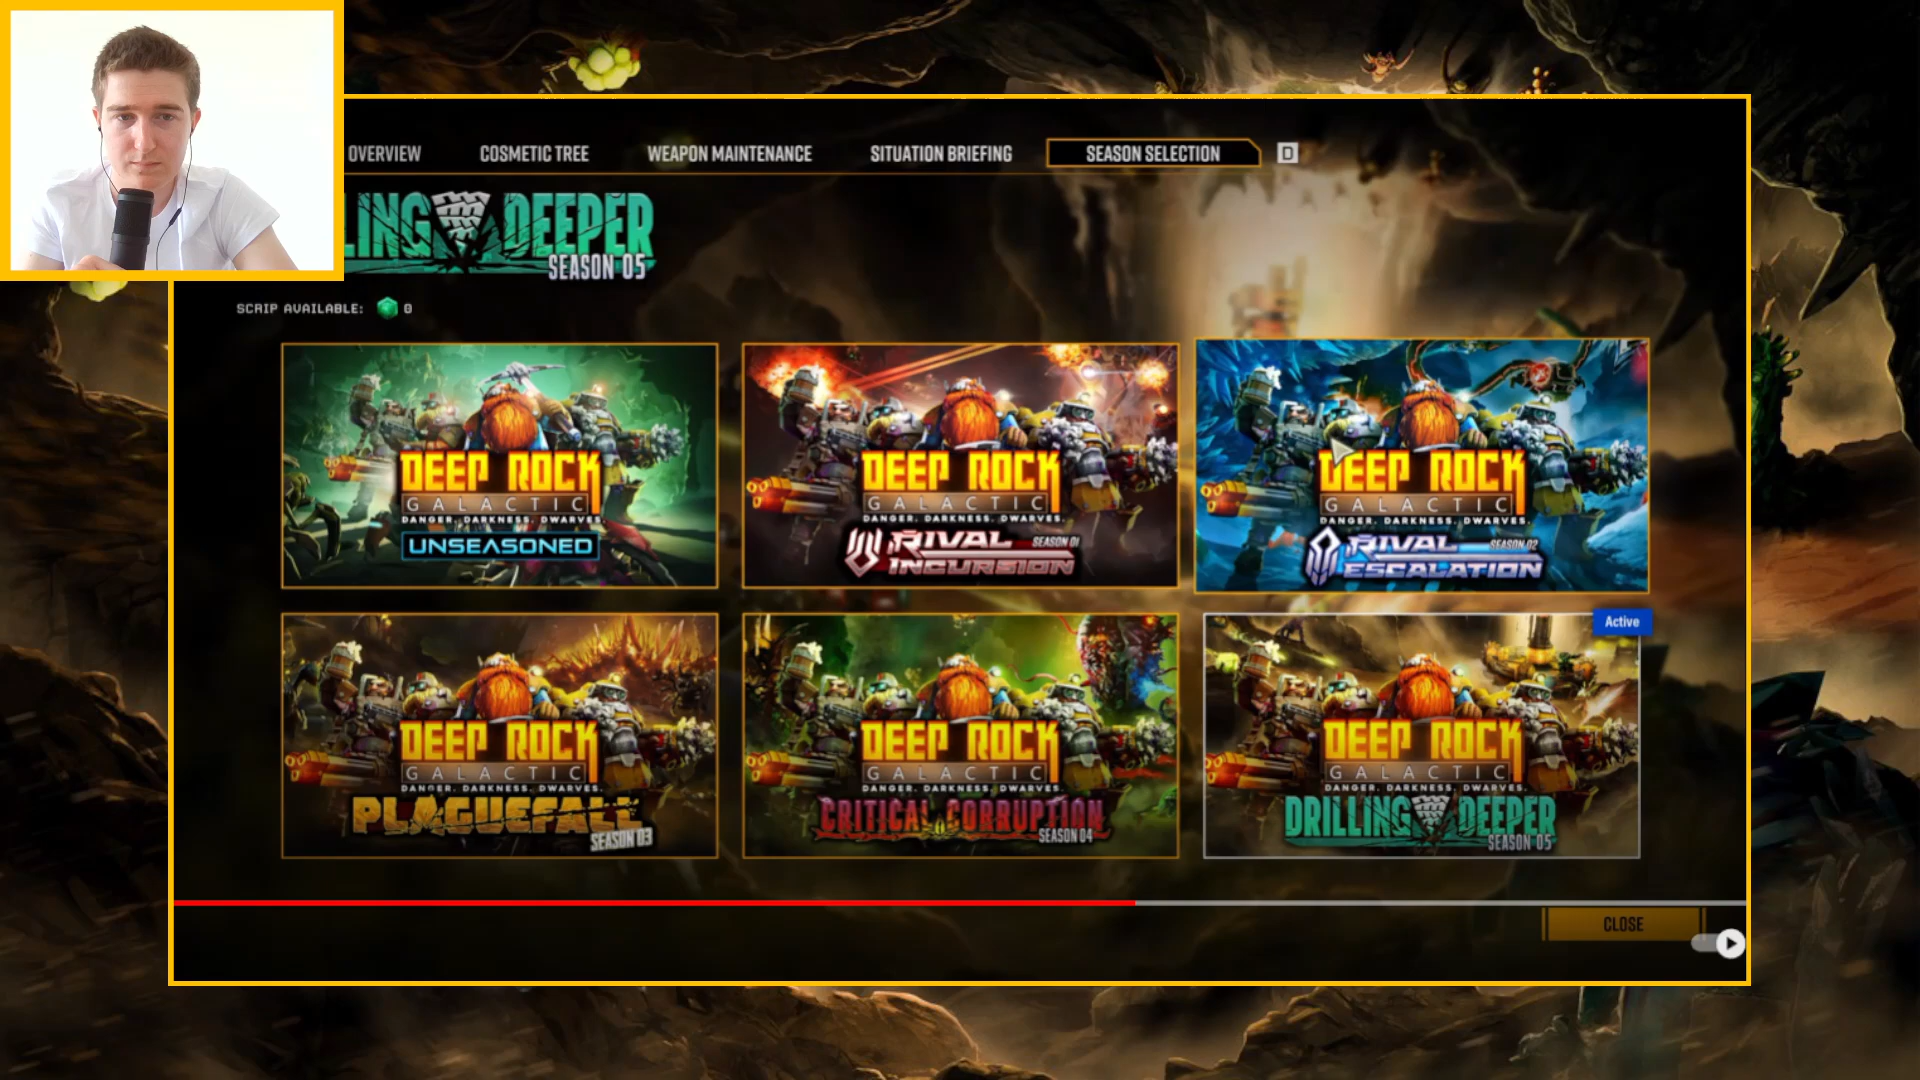 OVERVIEW
COSMETIC TREE
WEAPON MAINTENANCE
SITUATION BRIEFING
SEASON SELECTION
D
LING DEEPER
SEASON 05
SCRIP AVAILABLE: 0
DEEP ROCK
GALACTIC
DANGER. DARKNESS. DWARVES.
UNSEASONED
DEEP ROCK
GALACTIC
DANGER. DARKNESS. DWARVES.
RIVAL SEASON 01
INCURSION
DEEP ROCK
GALACTIC
DANGER. DARKNESS. DWARVES.
RIVAL SEASON 02
ESCALATION
DEEP ROCK
GALACTIC
DANGER. DARKNESS. DWARVES.
PLAGUEFALL
SEASON 03
DEEP ROCK
GALACTIC
DANGER. DARKNESS. DWARVES.
CRITICAL CORRUPTION
SEASON 04
Active
DEEP ROCK
GALACTIC
DANGER. DARKNESS. DWARVES.
DRILLING DEEPER
SEASON 05
CLOSE